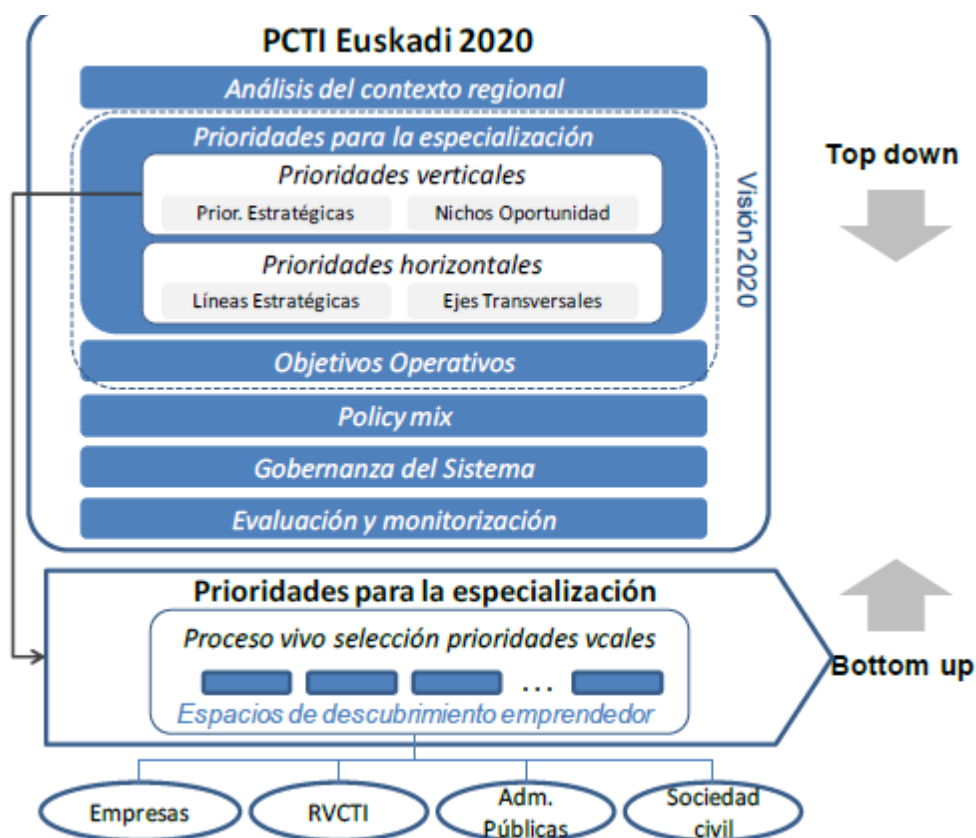 PCTI Euskadi 2020
Análisis del contexto regional
Prioridades para la especialización
Prioridades verticales
Prior. Estratégicas
Nichos Oportunidad
Prioridades horizontales
Líneas Estratégicas
Ejes Transversales
Objetivos Operativos
Visión 2020
Policy mix
Gobernanza del Sistema
Evaluación y monitorización
Top down
Prioridades para la especialización
Proceso vivo selección prioridades vcales
...
Espacios de descubrimiento emprendedor
Bottom up
Empresas
RVCTI
Adm.
Públicas
Sociedad
civil